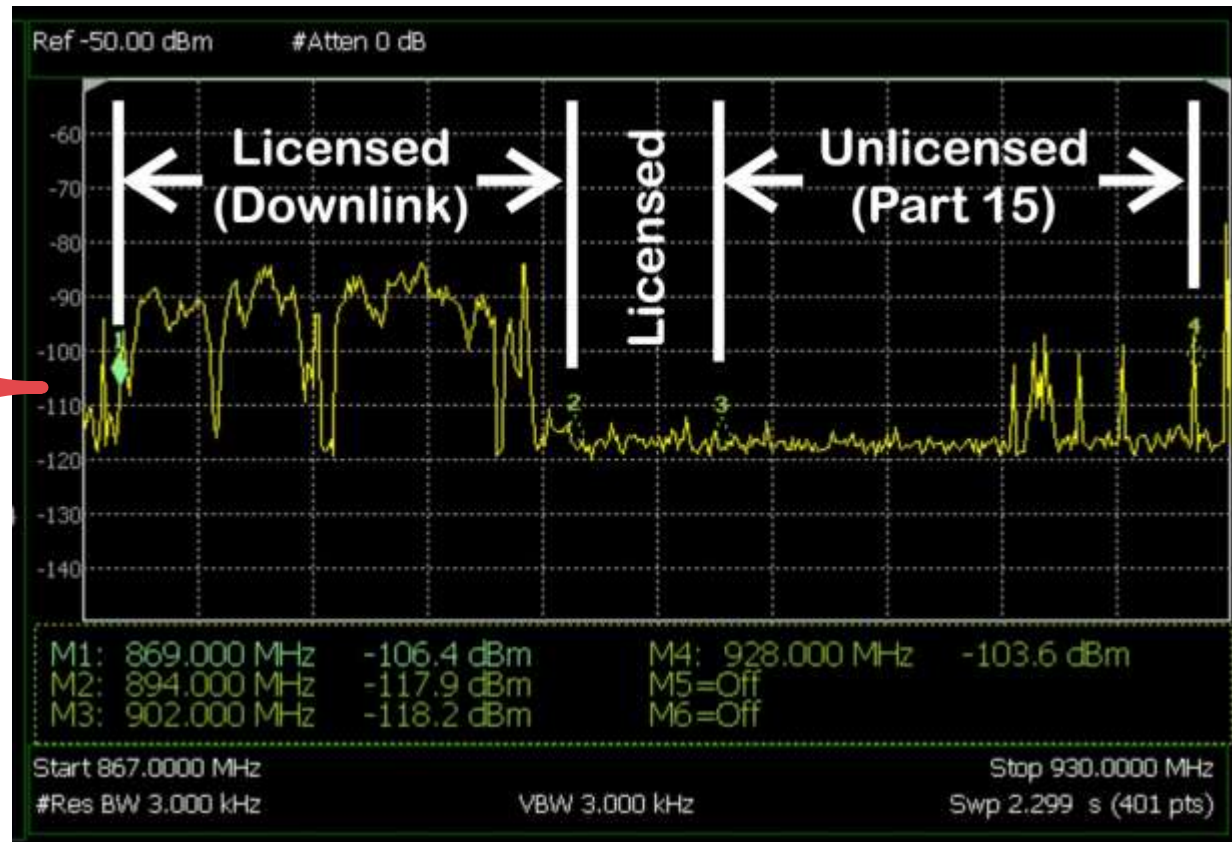 Ref -50.00 dBm #Atten 0 dB
Licensed
(Downlink)
Licensed
Unlicensed
(Part 15)
-60
-70
-80
-90
-100
-110
-120
-130
-140
1
2
3
4
M1: 869.000 MHz -106.4 dBm M4: 928.000 MHz -103.6 dBm
M2: 894.000 MHz -117.9 dBm M5=Off
M3: 902.000 MHz -118.2 dBm M6=Off
Start 867.0000 MHz Stop 930.0000 MHz
#Res BW 3.000 kHz VBW 3.000 kHz Swp 2.299 s (401 pts)